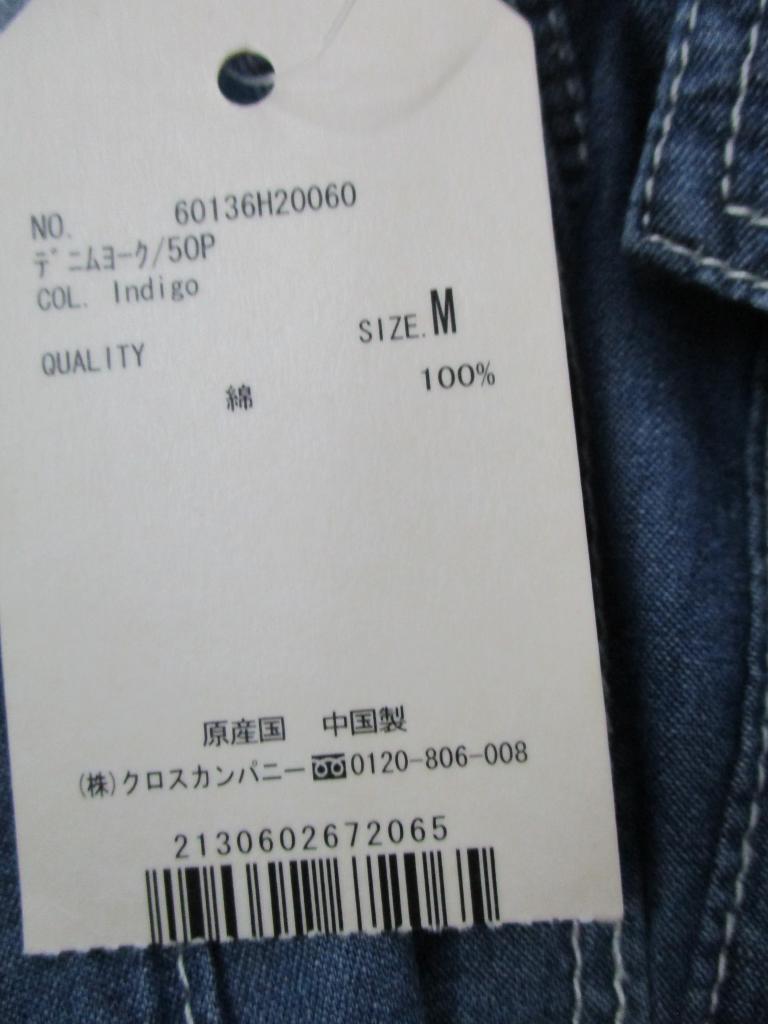 NO. 60136H20060
ﾃﾞﾆﾑﾖｰｸ/50P
COL. Indigo
SIZE. M
QUALITY
綿 100%
原産国 中国製
(株)クロスカンパニー 0120-806-008
2130602672065